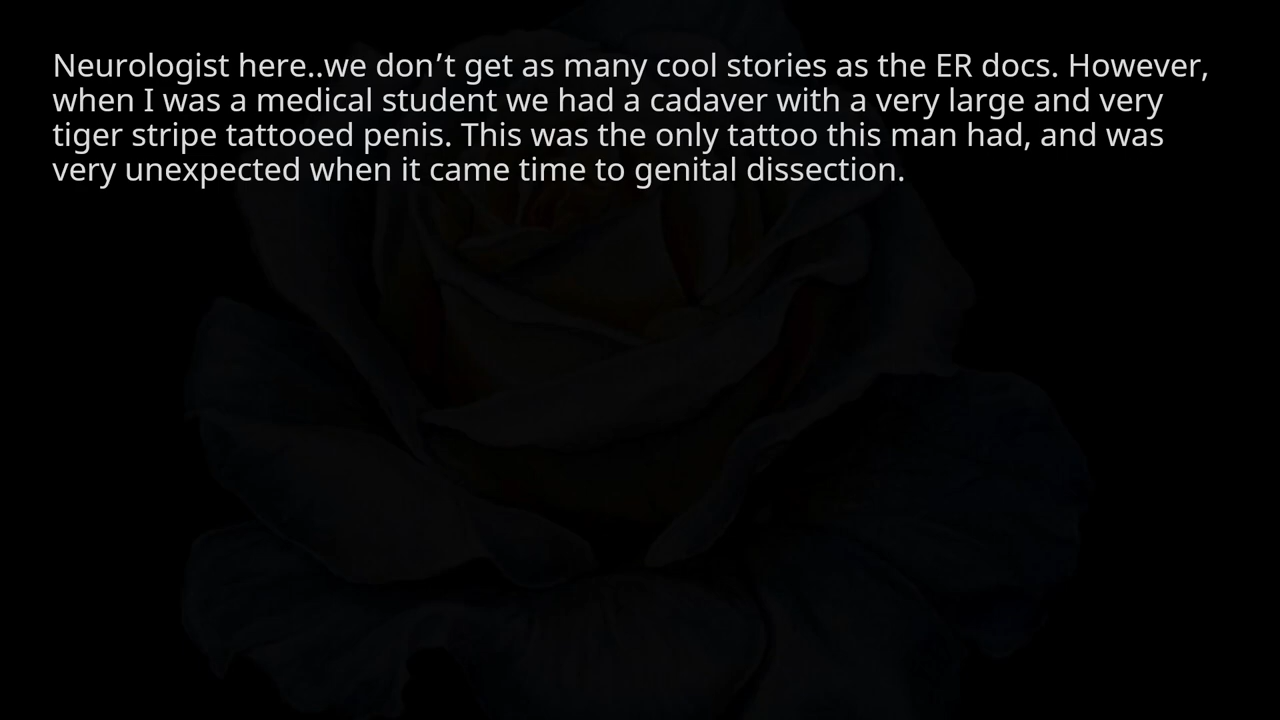 Neurologist here..we don’t get as many cool stories as the ER docs. However,
when I was a medical student we had a cadaver with a very large and very
tiger stripe tattooed penis. This was the only tattoo this man had, and was
very unexpected when it came time to genital dissection.